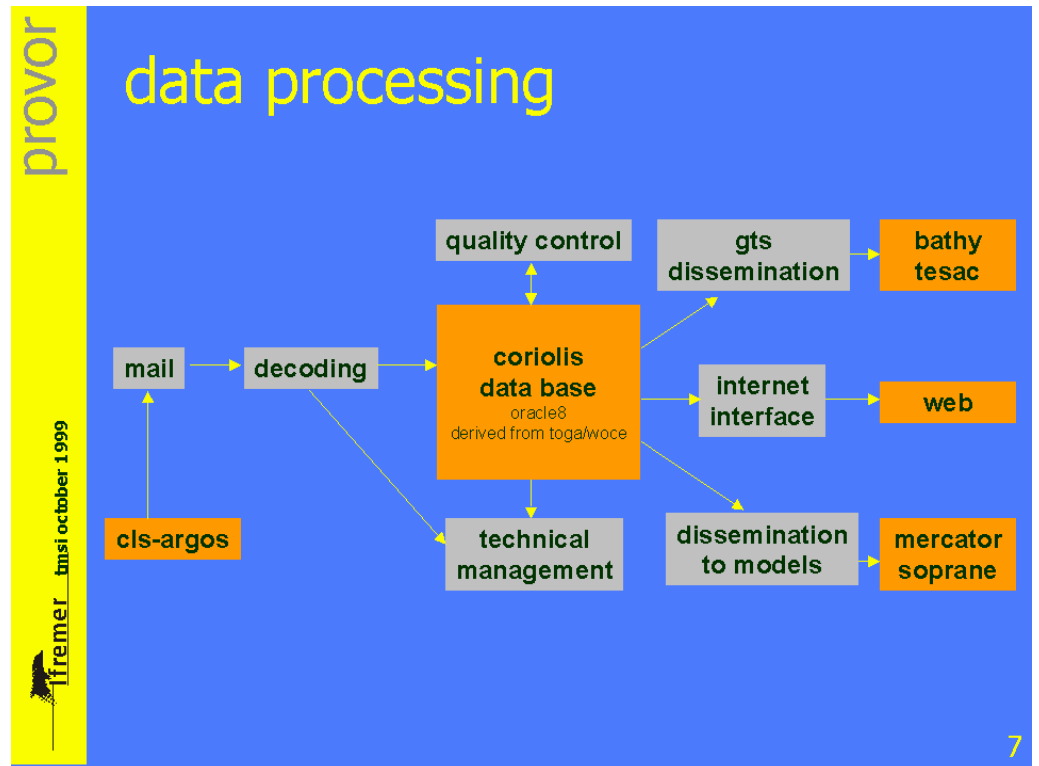 provor
data processing
quality control
gts
dissemination
bathy
tesac
mail
decoding
coriolis
data base
oracle8
derived from toga/woce
internet
interface
web
cls-argos
technical
management
dissemination
to models
mercator
soprane
Ifremer tmsi october 1999
7